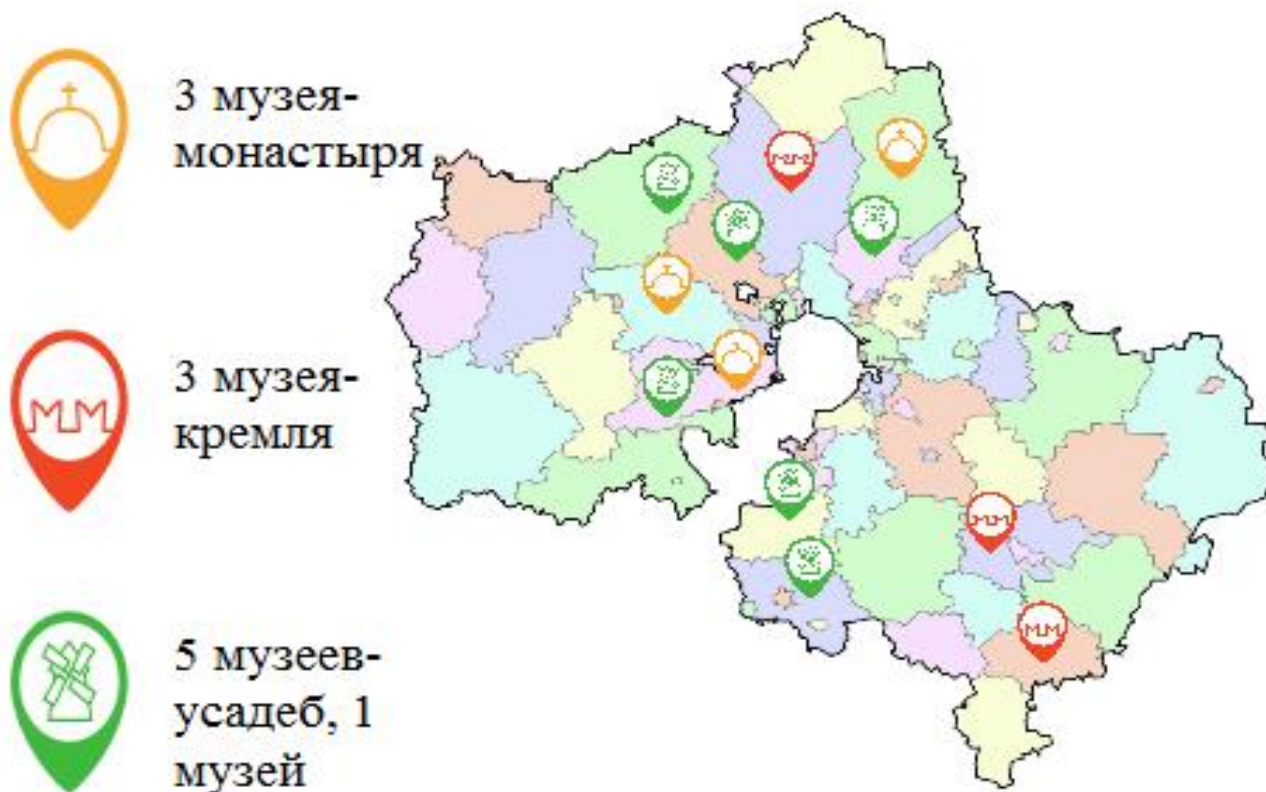 3 музея-
монастыря
3 музея-
кремля
5 музеев-
усадеб, 1
музей